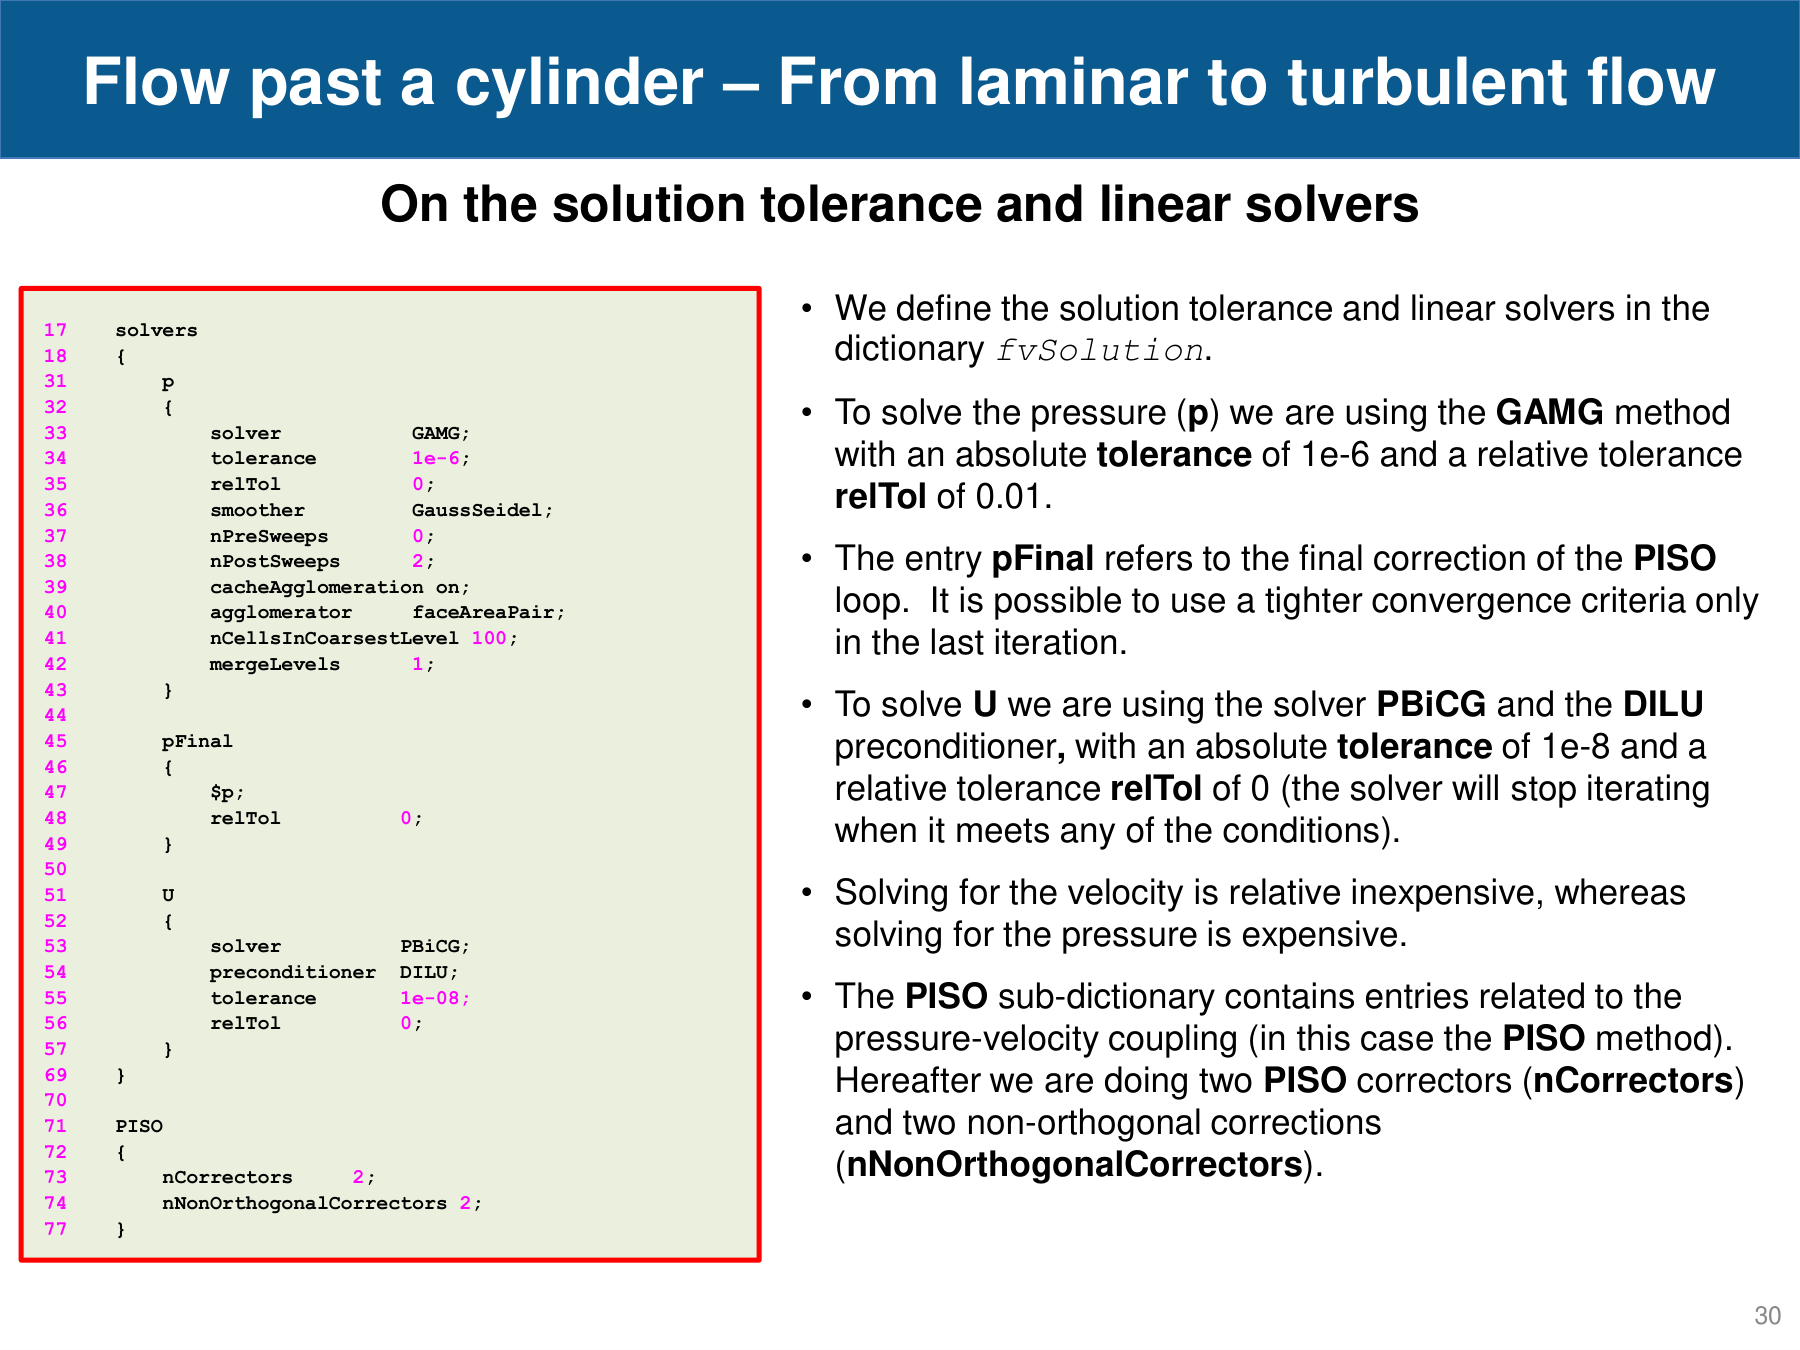 Flow past a cylinder – From laminar to turbulent flow
On the solution tolerance and linear solvers
17    solvers
18    {
31        p
32        {
33            solver           GAMG;
34            tolerance        1e-6;
35            relTol           0;
36            smoother         GaussSeidel;
37            nPreSweeps       0;
38            nPostSweeps      2;
39            cacheAgglomeration on;
40            agglomerator     faceAreaPair;
41            nCellsInCoarsestLevel 100;
42            mergeLevels      1;
43        }
44
45        pFinal
46        {
47            $p;
48            relTol          0;
49        }
50
51        U
52        {
53            solver          PBiCG;
54            preconditioner  DILU;
55            tolerance       1e-08;
56            relTol          0;
57        }
69    }
70
71    PISO
72    {
73        nCorrectors     2;
74        nNonOrthogonalCorrectors 2;
77    }
• We define the solution tolerance and linear solvers in the
dictionary fvSolution.
• To solve the pressure (p) we are using the GAMG method
with an absolute tolerance of 1e-6 and a relative tolerance
relTol of 0.01.
• The entry pFinal refers to the final correction of the PISO
loop.  It is possible to use a tighter convergence criteria only
in the last iteration.
• To solve U we are using the solver PBiCG and the DILU
preconditioner, with an absolute tolerance of 1e-8 and a
relative tolerance relTol of 0 (the solver will stop iterating
when it meets any of the conditions).
• Solving for the velocity is relative inexpensive, whereas
solving for the pressure is expensive.
• The PISO sub-dictionary contains entries related to the
pressure-velocity coupling (in this case the PISO method).
Hereafter we are doing two PISO correctors (nCorrectors)
and two non-orthogonal corrections
(nNonOrthogonalCorrectors).
30